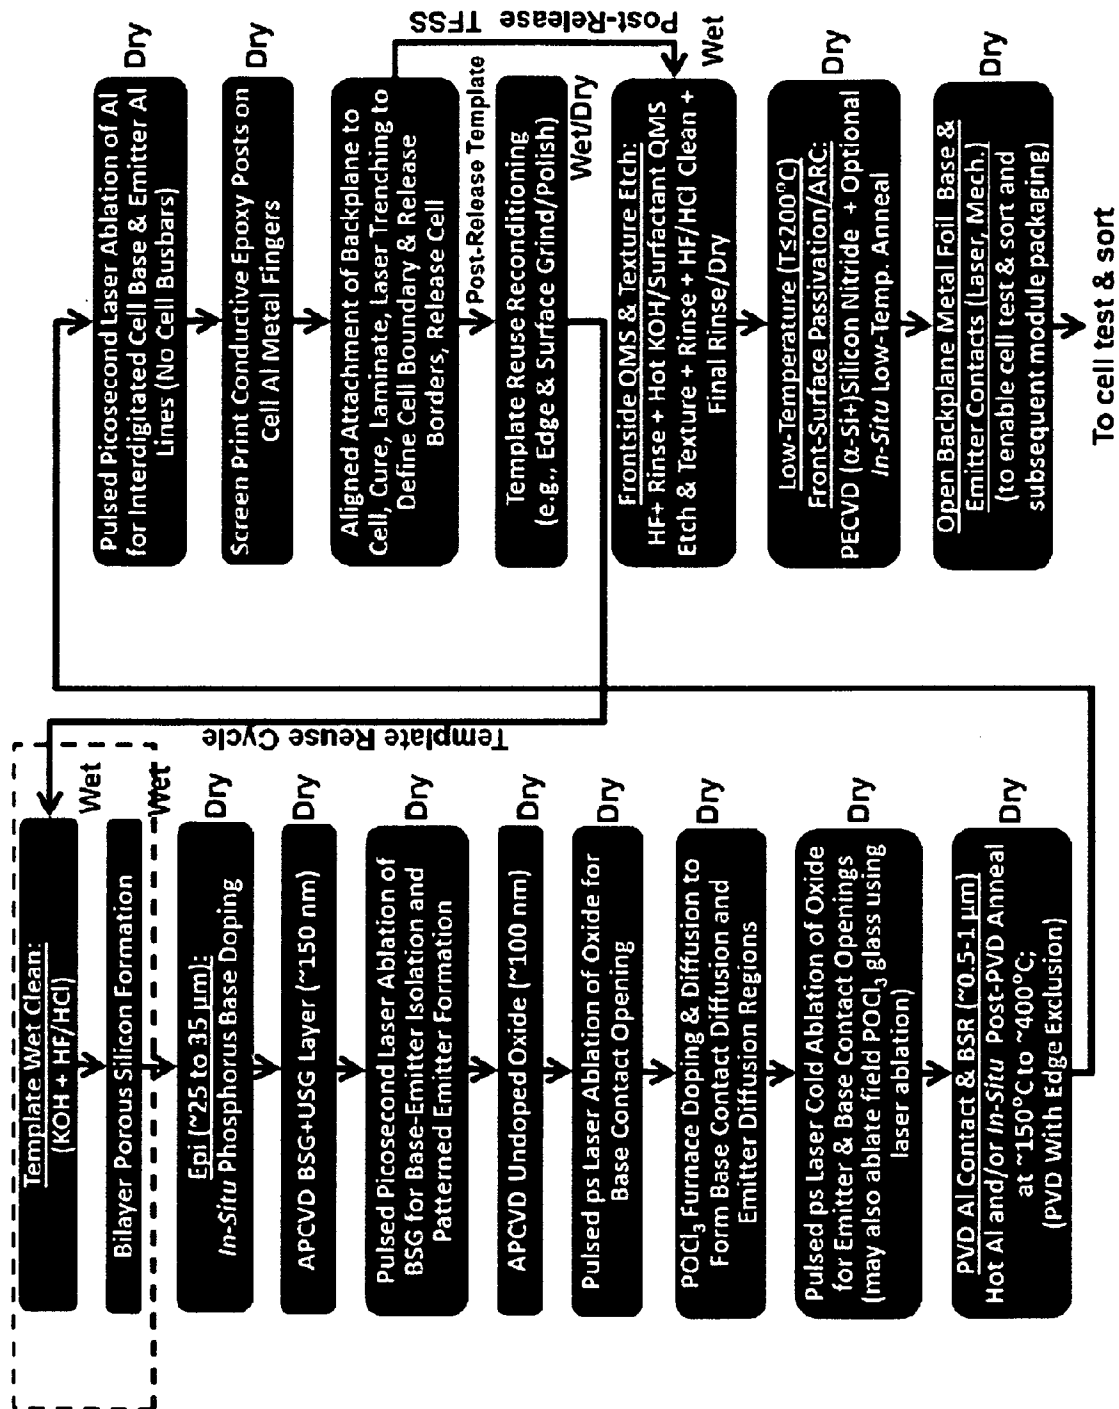 Template Wet Clean:
(KOH + HF/HCl)
Wet
Bilayer Porous Silicon Formation
Wet
Epi (~25 to 35 µm):
In-Situ Phosphorus Base Doping
Dry
APCVD BSG+USG Layer (~150 nm)
Dry
Pulsed Picosecond Laser Ablation of
BSG for Base-Emitter Isolation and
Patterned Emitter Formation
Dry
APCVD Undoped Oxide (~100 nm)
Dry
Pulsed ps Laser Ablation of Oxide for
Base Contact Opening
Dry
POCl₃ Furnace Doping & Diffusion to
Form Base Contact Diffusion and
Emitter Diffusion Regions
Dry
Pulsed ps Laser Cold Ablation of Oxide
for Emitter & Base Contact Openings
(may also ablate field POCl₃ glass using
laser ablation)
Dry
PVD Al Contact & BSR (~0.5-1 µm)
Hot Al and/or In-Situ Post-PVD Anneal
at ~150°C to ~400°C;
(PVD With Edge Exclusion)
Dry
Template Reuse Cycle
Pulsed Picosecond Laser Ablation of Al
for Interdigitated Cell Base & Emitter Al
Lines (No Cell Busbars)
Dry
Screen Print Conductive Epoxy Posts on
Cell Al Metal Fingers
Dry
Aligned Attachment of Backplane to
Cell, Cure, Laminate, Laser Trenching to
Define Cell Boundary & Release
Borders, Release Cell
Post-Release TFSS
Post-Release Template
Template Reuse Reconditioning
(e.g., Edge & Surface Grind/Polish)
Wet/Dry
Frontside QMS & Texture Etch:
HF+ Rinse + Hot KOH/Surfactant QMS
Etch & Texture + Rinse + HF/HCl Clean +
Final Rinse/Dry
Wet
Low-Temperature (T≤200°C)
Front-Surface Passivation/ARC:
PECVD (α-Si+)Silicon Nitride + Optional
In-Situ Low-Temp. Anneal
Dry
Open Backplane Metal Foil Base &
Emitter Contacts (Laser, Mech.)
(to enable cell test & sort and
subsequent module packaging)
Dry
To cell test & sort